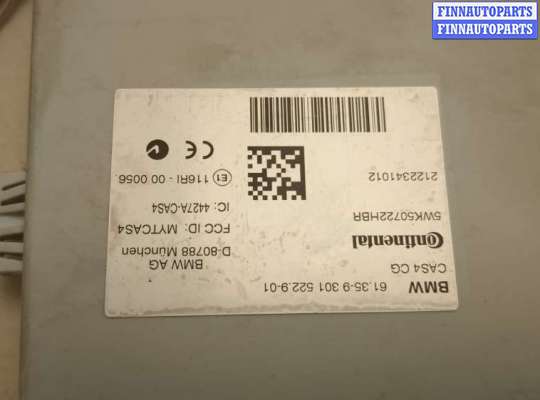 FINNAUTOPARTS
FINNAUTOPARTS
BMW
61.35-9 301 522.9-01
CAS4 CG
Continental
5WK50722HBR
2122341012
BMW AG
D-80788 München
FCC ID: MYTCAS4
IC: 4427A-CAS4
E1 116RI - 00 0056
CE